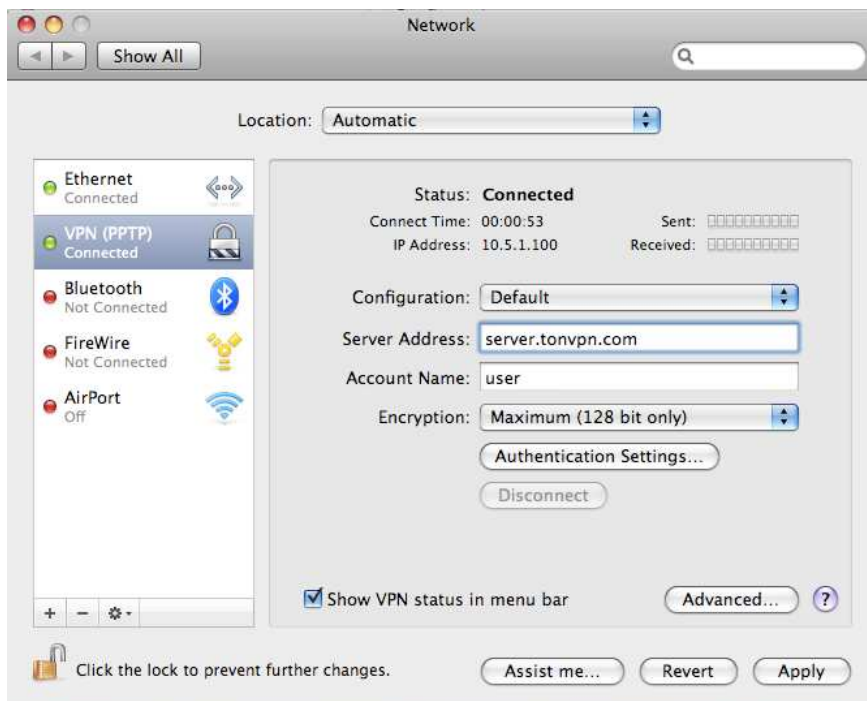 Network
Show All
Location: Automatic
Ethernet
Connected
VPN (PPTP)
Connected
Bluetooth
Not Connected
FireWire
Not Connected
AirPort
Off
Status: Connected
Connect Time: 00:00:53 Sent:
IP Address: 10.5.1.100 Received:
Configuration: Default
Server Address: server.tonvpn.com
Account Name: user
Encryption: Maximum (128 bit only)
Authentication Settings...
Disconnect
Show VPN status in menu bar
Advanced... ?
Click the lock to prevent further changes.
Assist me... Revert Apply